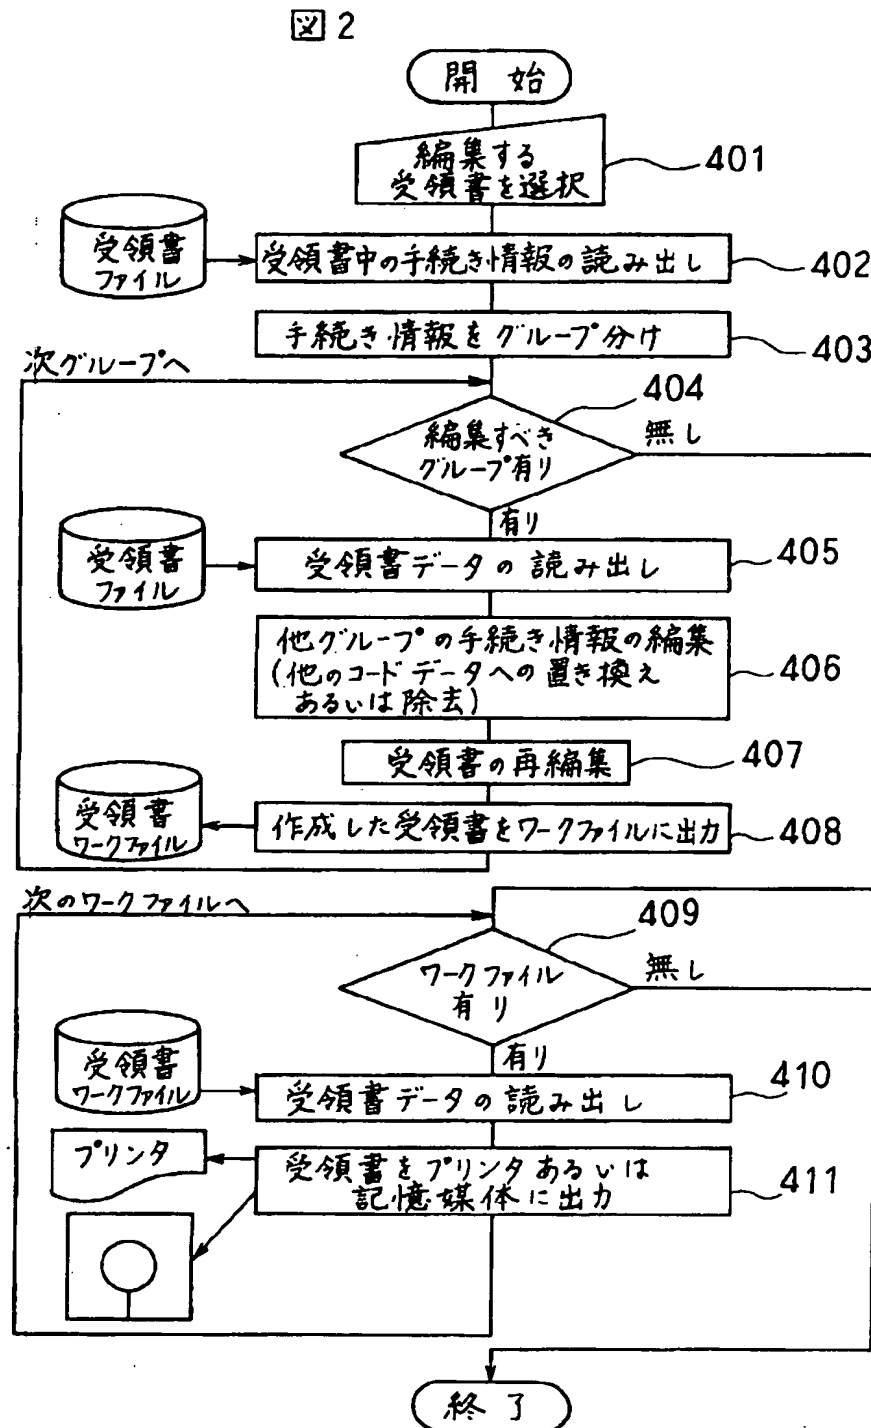 図2
開始
編集する
受領書を選択
401
受領書
ファイル
受領書中の手続き情報の読み出し
402
手続き情報をグループ分け
403
次グループへ
404
編集すべき
グループ有り
無し
有り
受領書
ファイル
受領書データの読み出し
405
他グループの手続き情報の編集
(他のコードデータへの置き換え
あるいは除去)
406
受領書の再編集
407
受領書
ワークファイル
作成した受領書をワークファイルに出力
408
次のワークファイルへ
409
ワークファイル
有り
無し
有り
受領書
ワークファイル
受領書データの読み出し
410
プリンタ
受領書をプリンタあるいは
記憶媒体に出力
411
終了